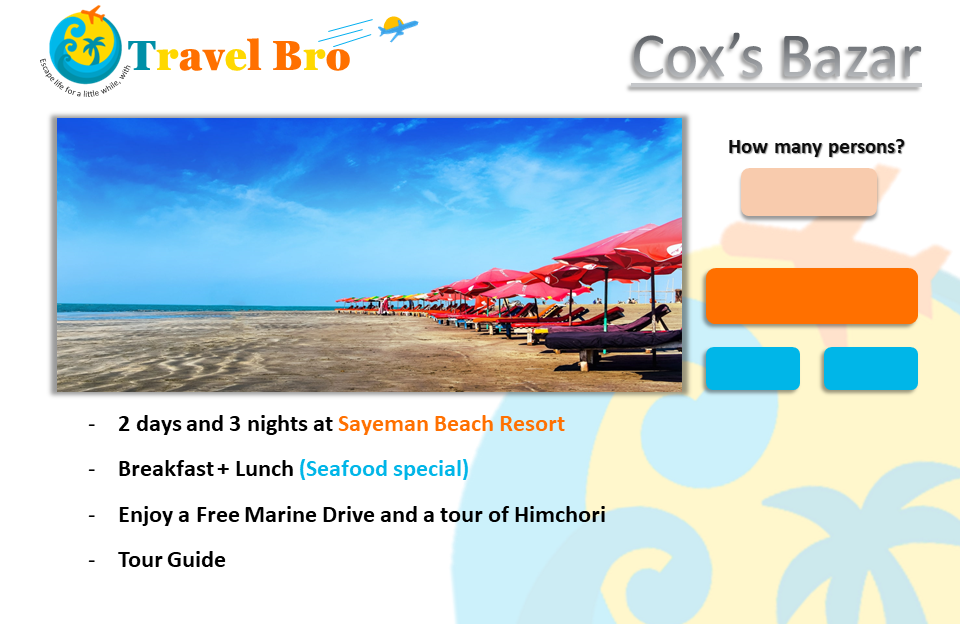 Travel Bro
Escape life for a little while, with
Cox's Bazar
How many persons?
- 2 days and 3 nights at Sayeman Beach Resort
- Breakfast + Lunch (Seafood special)
- Enjoy a Free Marine Drive and a tour of Himchori
- Tour Guide